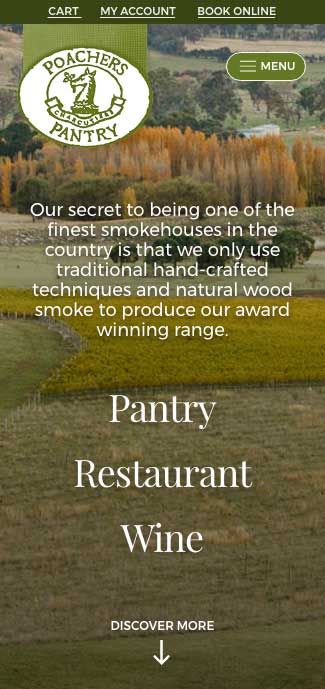 CART
MY ACCOUNT
BOOK ONLINE
POACHERS
CHARCUTERIE
PANTRY
MENU
Our secret to being one of the
finest smokehouses in the
country is that we only use
traditional hand-crafted
techniques and natural wood
smoke to produce our award
winning range.
Pantry
Restaurant
Wine
DISCOVER MORE